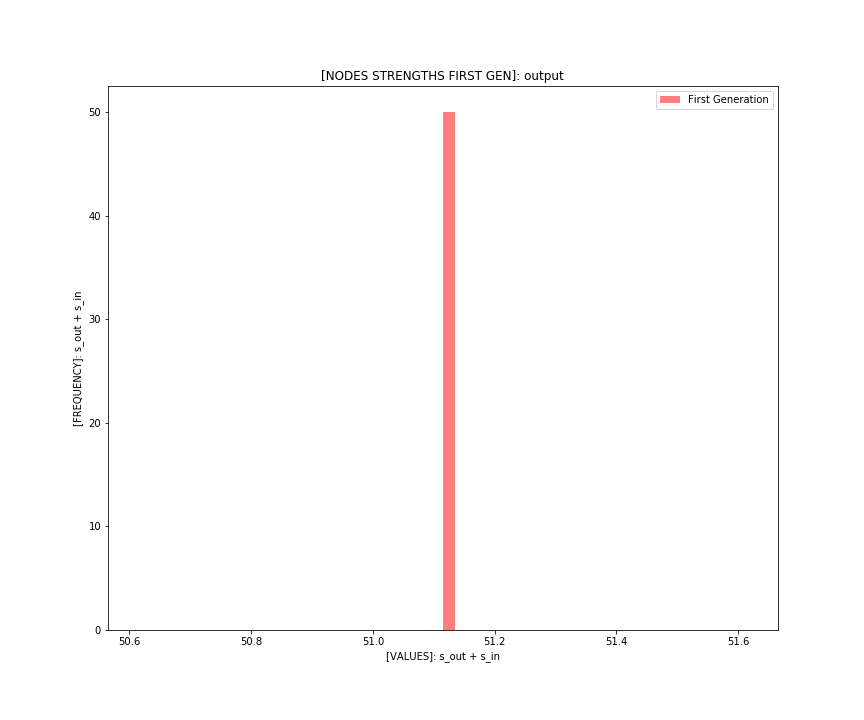 [NODES STRENGTHS FIRST GEN]: output
First Generation
50
40
30
20
10
0
[FREQUENCY]: s_out + s_in
50.6 50.8 51.0 51.2 51.4 51.6
[VALUES]: s_out + s_in